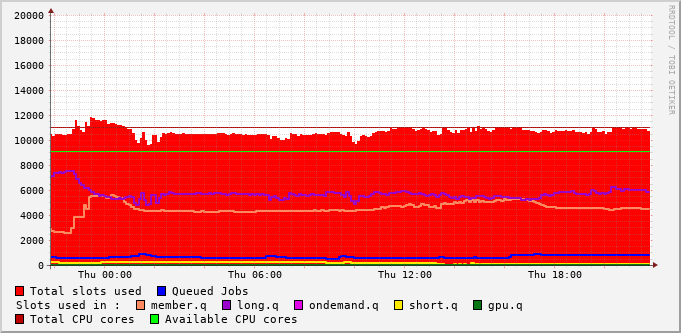 20000
18000
16000
14000
12000
10000
8000
6000
4000
2000
0
Thu 00:00 Thu 06:00 Thu 12:00 Thu 18:00
Total slots used Queued Jobs
Slots used in : member.q long.q ondemand.q short.q gpu.q
Total CPU cores Available CPU cores
RRDTOOL / TOBI OETIKER